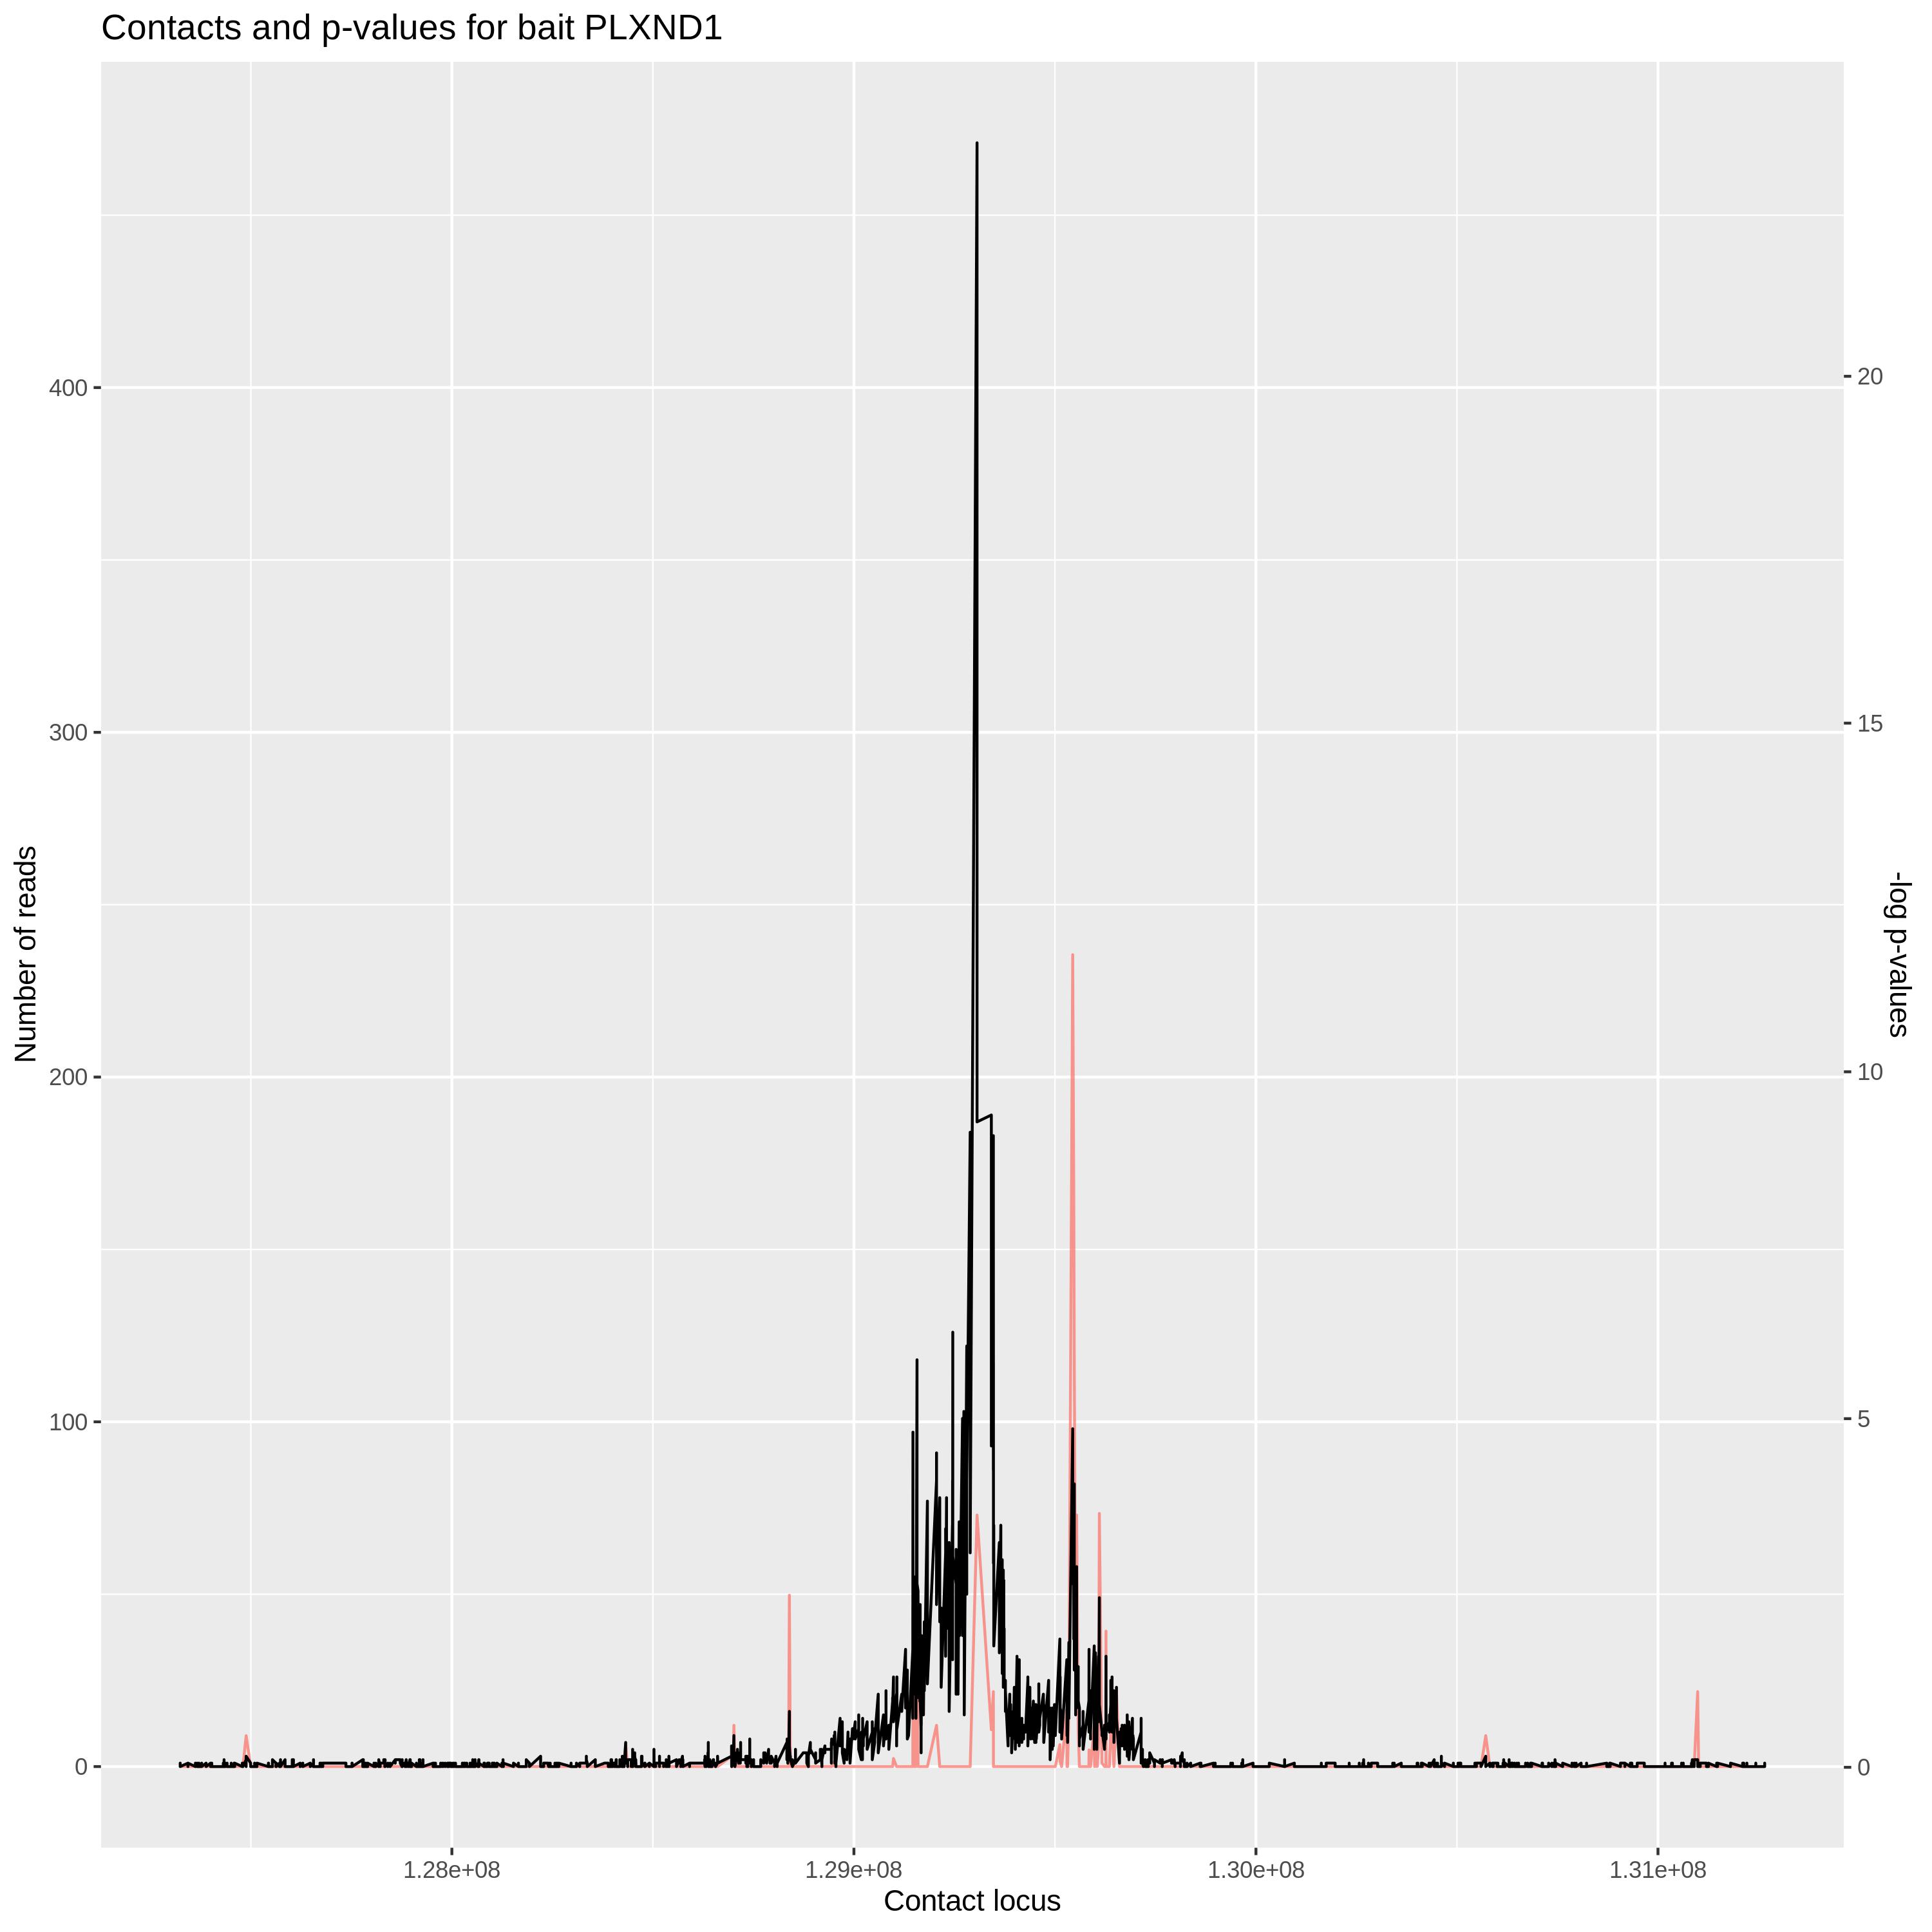 Contacts and p-values for bait PLXND1
Number of reads
400
300
200
100
0
20
15
10
5
0
-log p-values
1.28e+08
1.29e+08
1.30e+08
1.31e+08
Contact locus